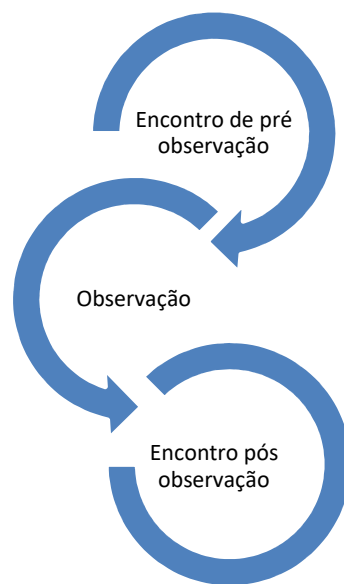 Encontro de pré
observação
Observação
Encontro pós
observação